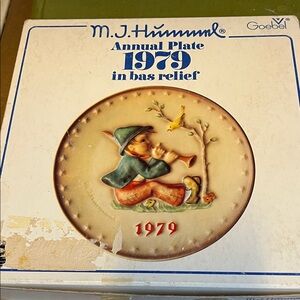 M.J.Hummel®
Goebel
Annual Plate
1979
in bas relief
1979